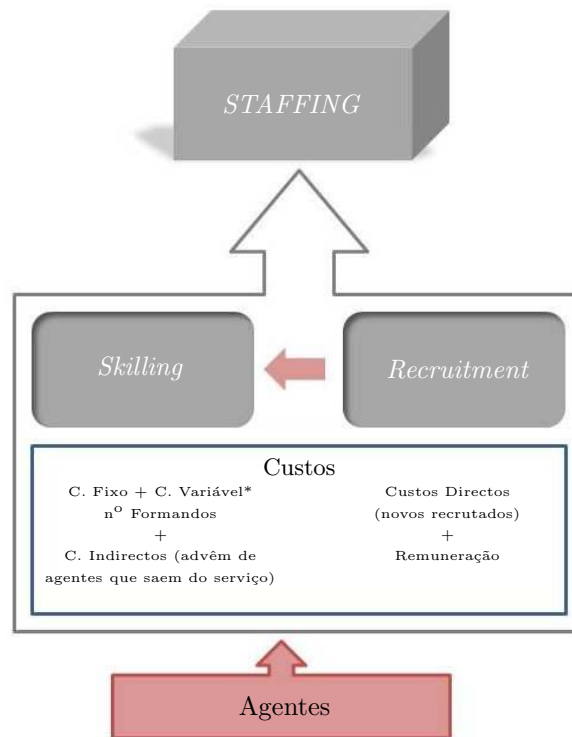 STAFFING
Skilling
Recruitment
Custos
C. Fixo + C. Variável*
nº Formandos
+
C. Indirectos (advêm de
agentes que saem do serviço)
Custos Directos
(novos recrutados)
+
Remuneração
Agentes